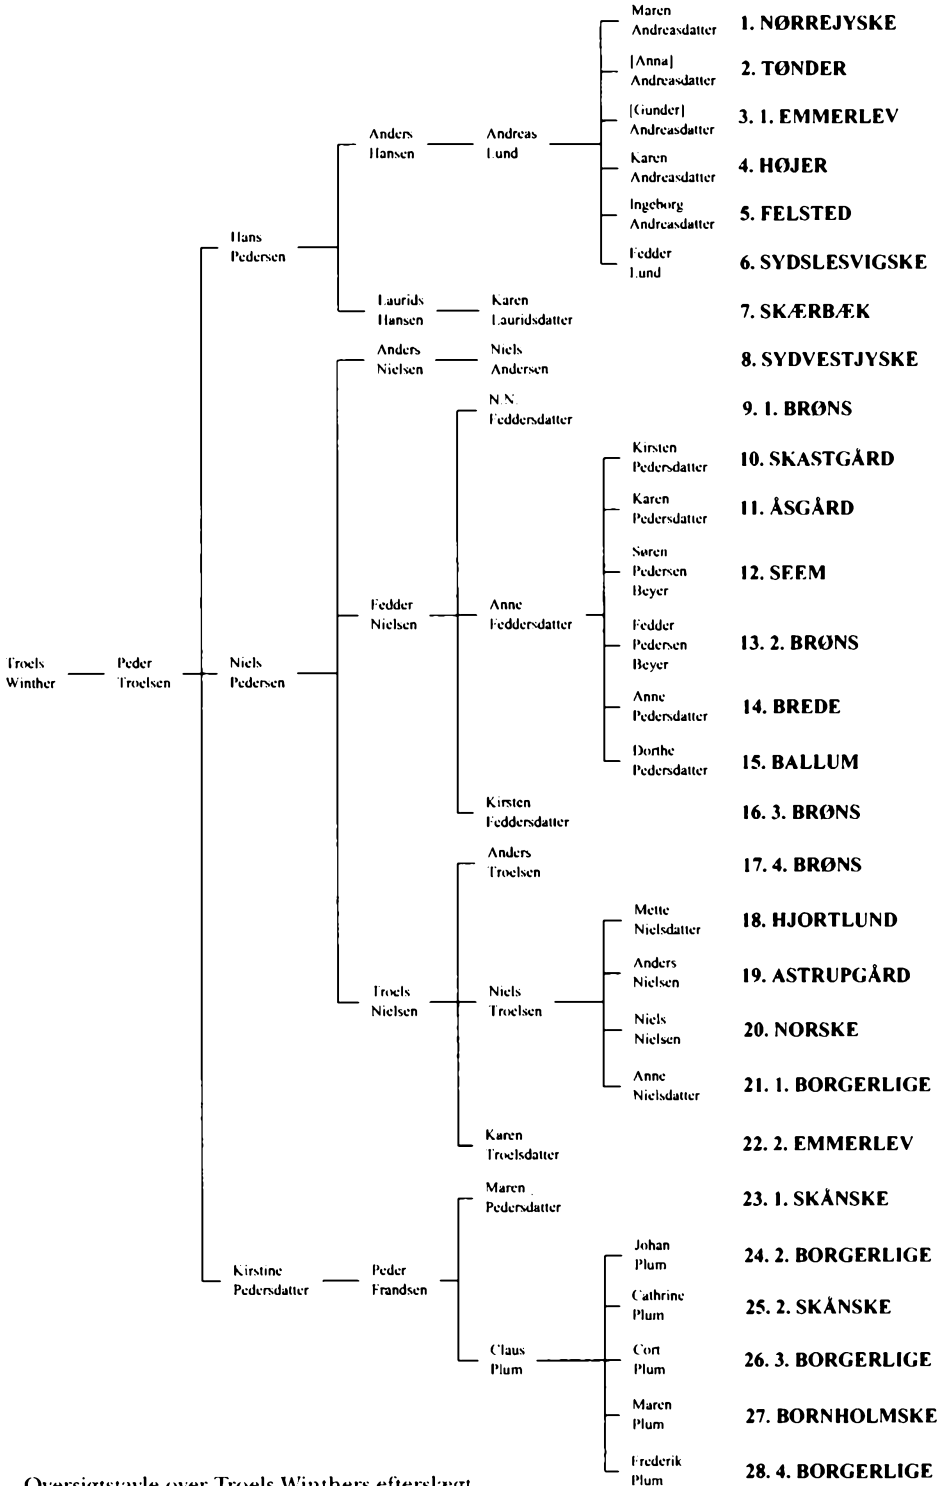 Maren
Andreasdatter
1. NØRREJYSKE
[Anna]
Andreasdatter
2. TØNDER
[Gunder]
Andreasdatter
3. 1. EMMERLEV
Anders
Hansen
Andreas
Lund
Karen
Andreasdatter
4. HØJER
Ingeborg
Andreasdatter
5. FELSTED
Hans
Pedersen
Fedder
Lund
6. SYDSLESVIGSKE
Laurids
Hansen
Karen
Lauridsdatter
7. SKÆRBÆK
Anders
Nielsen
Niels
Andersen
8. SYDVESTJYSKE
N.N.
Feddersdatter
9. 1. BRØNS
Kirsten
Pedersdatter
10. SKASTGÅRD
Karen
Pedersdatter
11. ÅSGÅRD
Søren
Pedersen
Beyer
12. SEEM
Fedder
Nielsen
Anne
Feddersdatter
Fedder
Pedersen
Beyer
13. 2. BRØNS
Troels
Winther
Peder
Troelsen
Niels
Pedersen
Anne
Pedersdatter
14. BREDE
Dorthe
Pedersdatter
15. BALLUM
Kirsten
Feddersdatter
16. 3. BRØNS
Anders
Troelsen
17. 4. BRØNS
Mette
Nielsdatter
18. HJORTLUND
Anders
Nielsen
19. ASTRUPGÅRD
Troels
Nielsen
Niels
Troelsen
Niels
Nielsen
20. NORSKE
Anne
Nielsdatter
21. 1. BORGERLIGE
Karen
Troelsdatter
22. 2. EMMERLEV
Maren
Pedersdatter
23. 1. SKÅNSKE
Kirstine
Pedersdatter
Peder
Frandsen
Johan
Plum
24. 2. BORGERLIGE
Cathrine
Plum
25. 2. SKÅNSKE
Claus
Plum
Cort
Plum
26. 3. BORGERLIGE
Maren
Plum
27. BORNHOLMSKE
Frederik
Plum
28. 4. BORGERLIGE
Oversigtstavle over Troels Winthers efterslægt